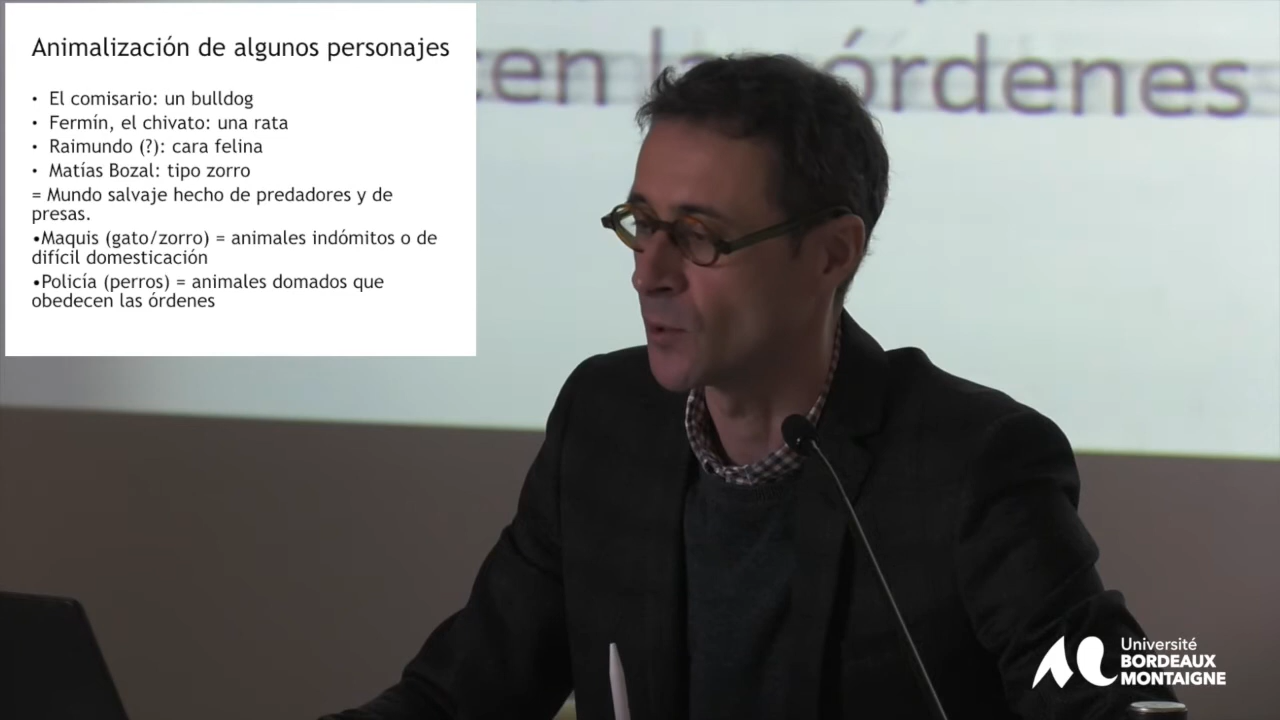 Animalización de algunos personajes
• El comisario: un bulldog
• Fermín, el chivato: una rata
• Raimundo (?): cara felina
• Matías Bozal: tipo zorro
= Mundo salvaje hecho de predadores y de
presas.
•Maquis (gato/zorro) = animales indómitos o de
difícil domesticación
•Policía (perros) = animales domados que
obedecen las órdenes
órdenes
Université
BORDEAUX
MONTAIGNE